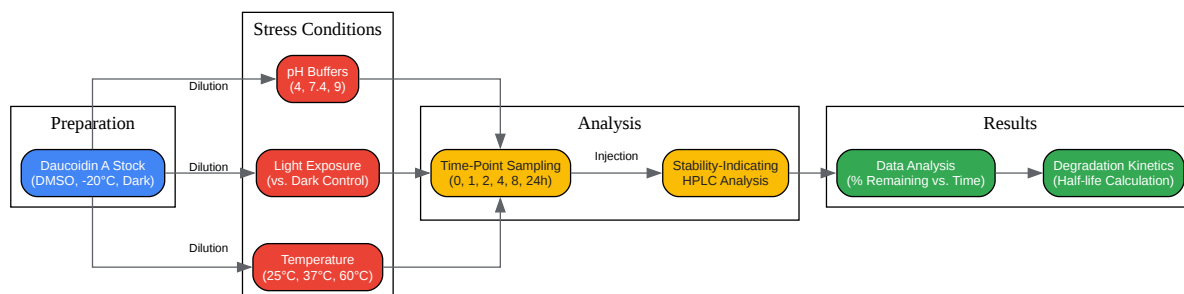 Stress Conditions
pH Buffers
(4, 7.4, 9)
Dilution
Preparation
Daucoidin A Stock
(DMSO, -20°C, Dark)
Dilution
Light Exposure
(vs. Dark Control)
Dilution
Temperature
(25°C, 37°C, 60°C)
Analysis
Time-Point Sampling
(0, 1, 2, 4, 8, 24h)
Injection
Stability-Indicating
HPLC Analysis
Results
Data Analysis
(% Remaining vs. Time)
Degradation Kinetics
(Half-life Calculation)